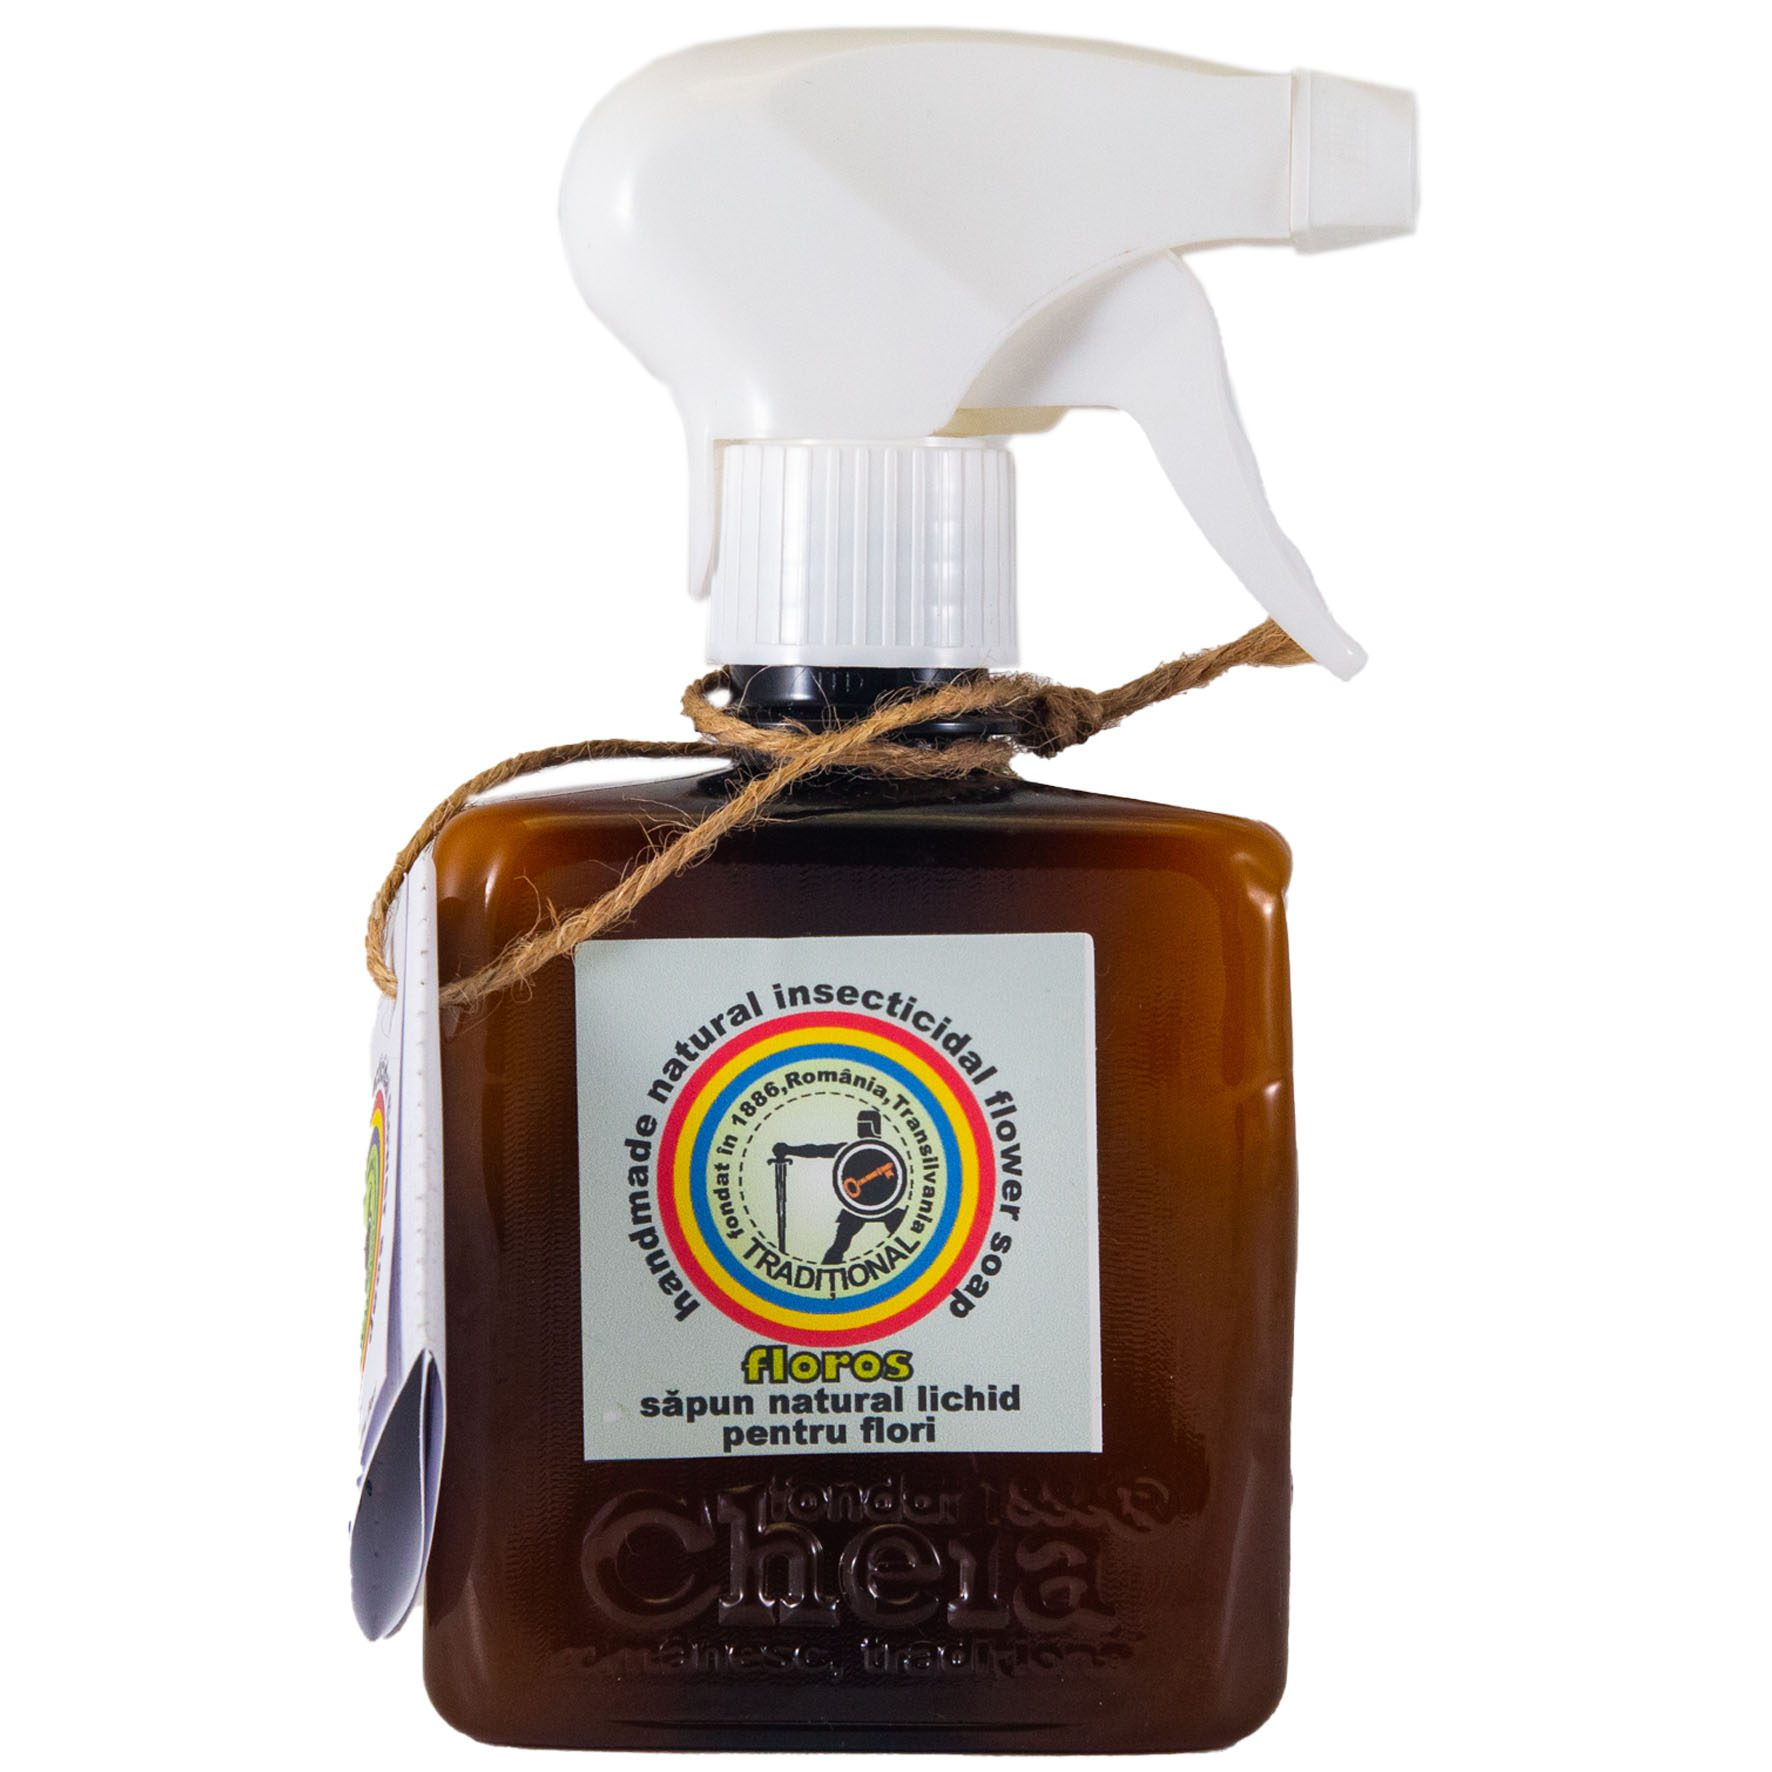 handmade natural insecticidal flower soap
fondat în 1886, România, Transilvania
TRADIȚIONAL
floros
săpun natural lichid
pentru flori
Cheia